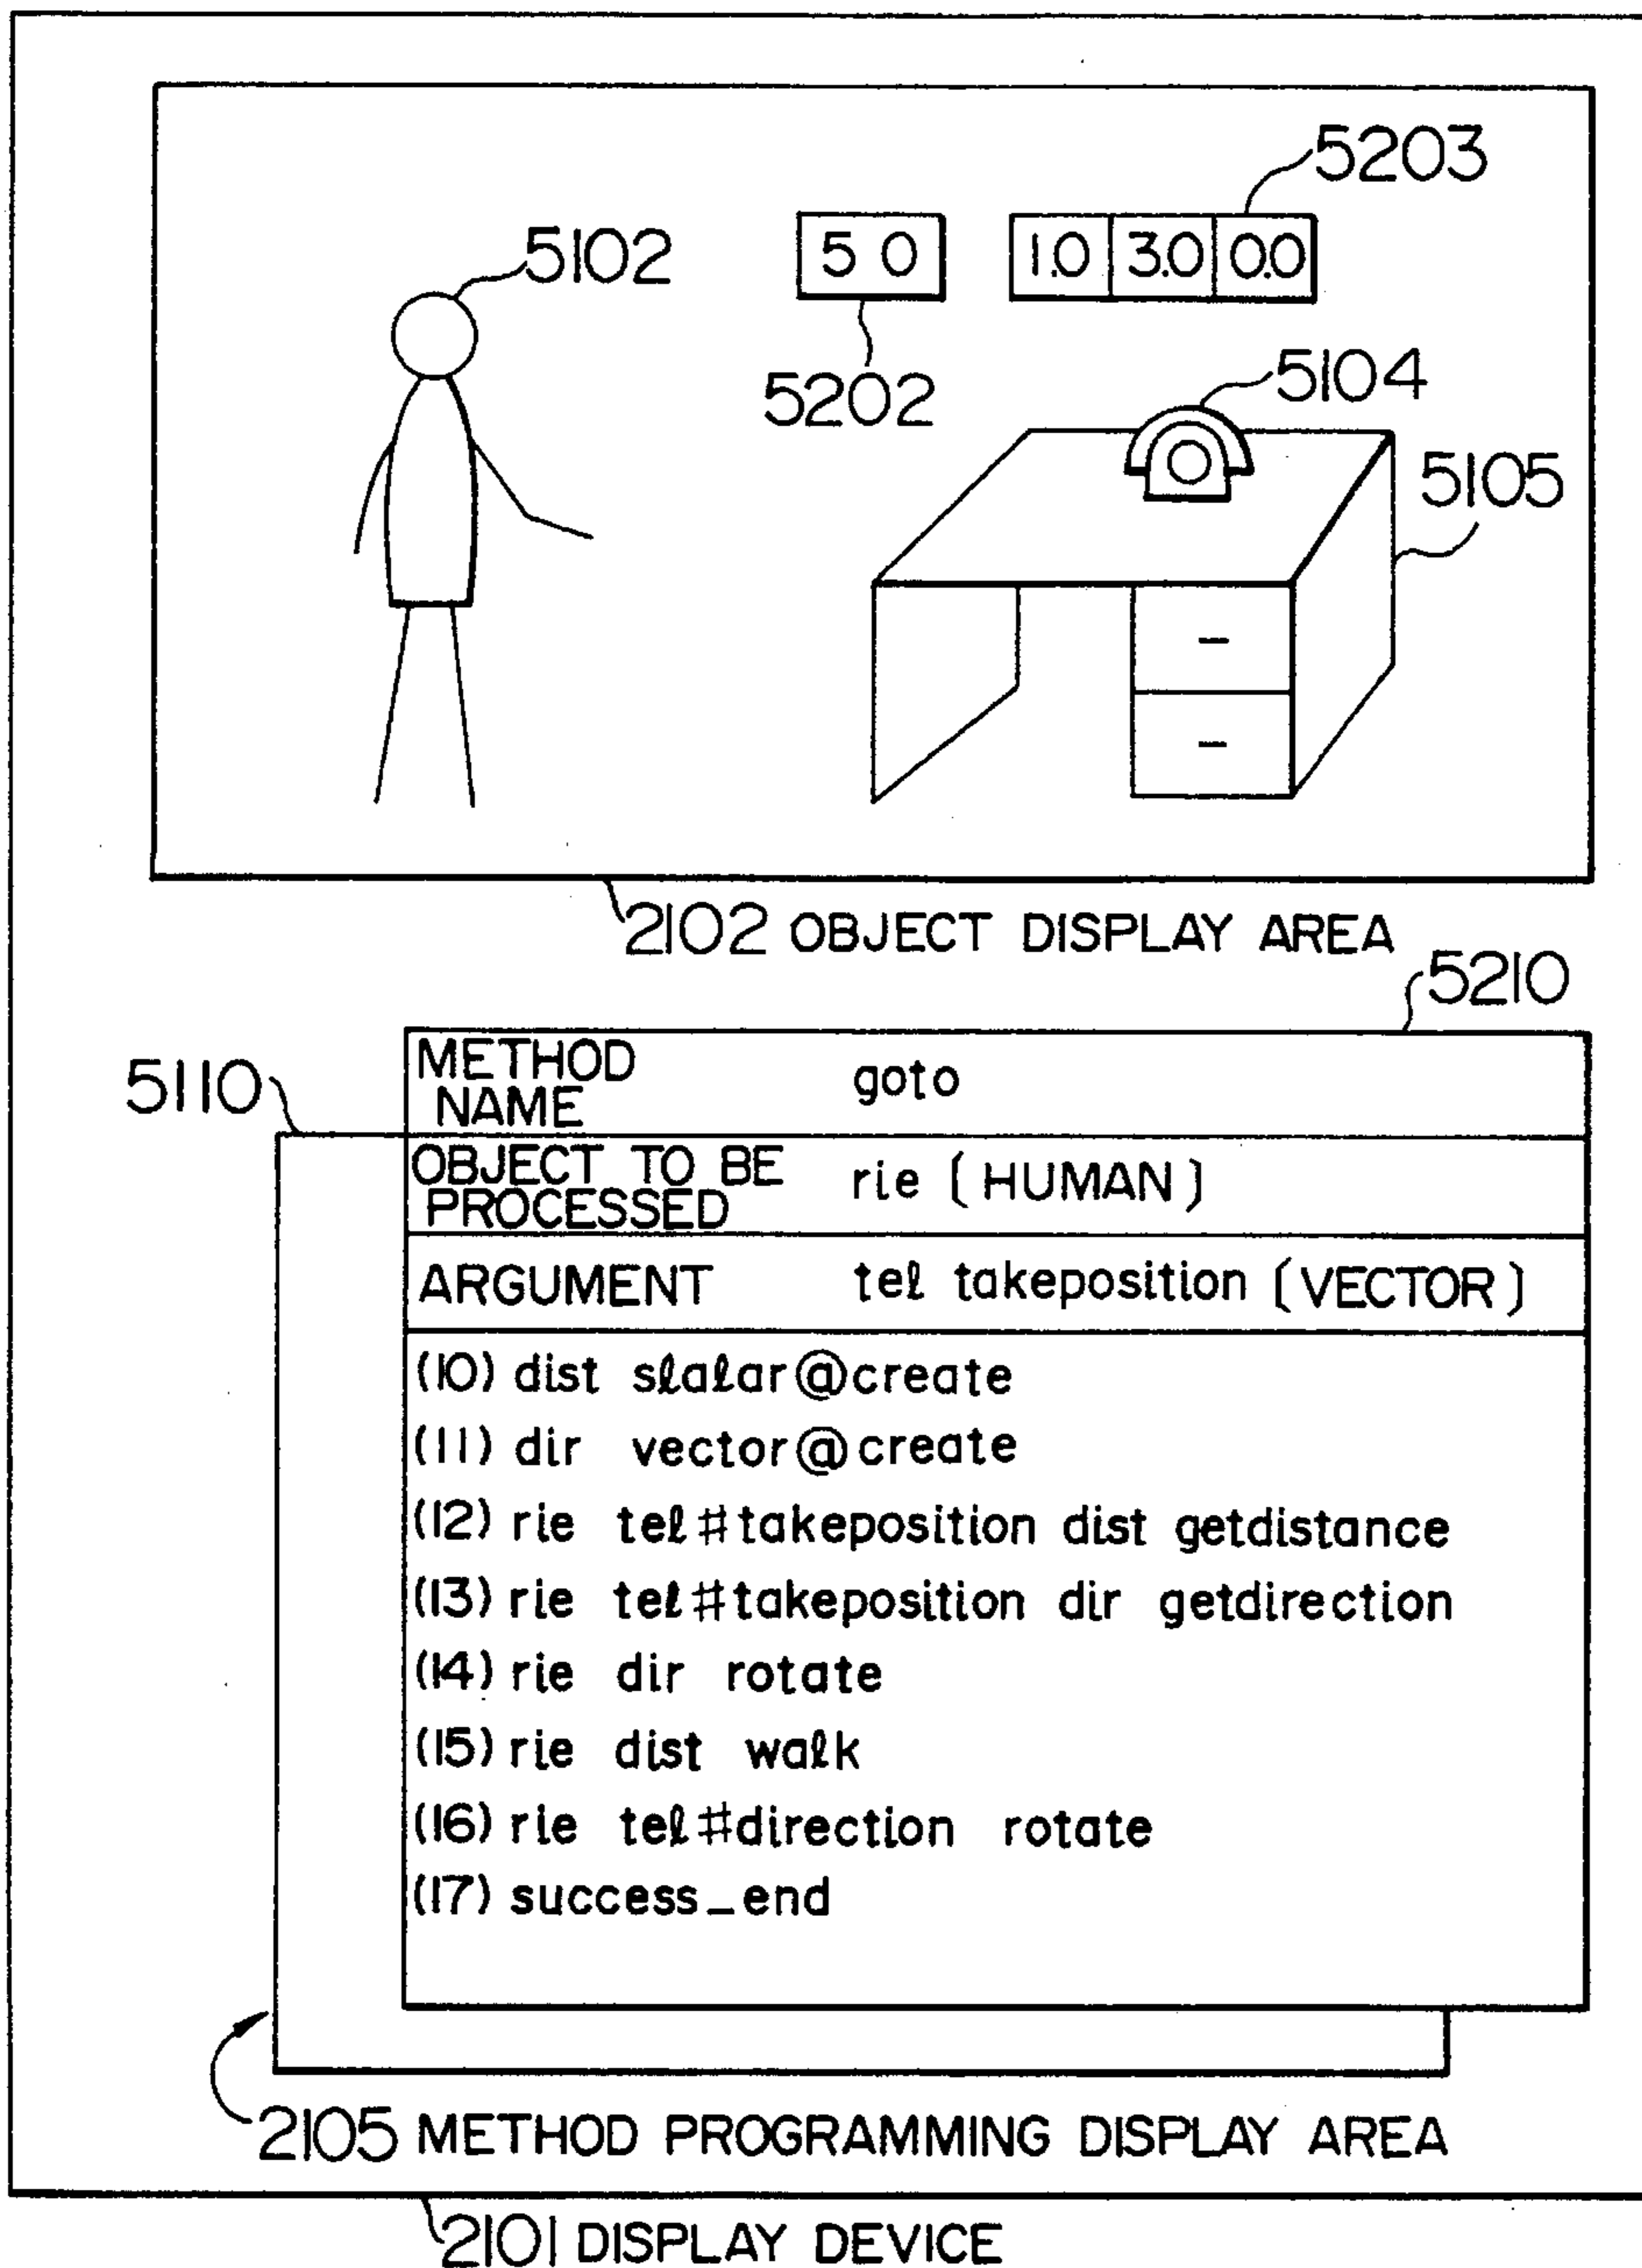 5203
5102
5 0
1.0 3.0 0.0
5202
5104
5105
2102 OBJECT DISPLAY AREA
5210
5110
METHOD NAME goto
OBJECT TO BE PROCESSED rie (HUMAN)
ARGUMENT tel takeposition (VECTOR)
(10) dist slalar@create
(11) dir vector@create
(12) rie tel#takeposition dist getdistance
(13) rie tel#takeposition dir getdirection
(14) rie dir rotate
(15) rie dist walk
(16) rie tel#direction rotate
(17) success_end
2105 METHOD PROGRAMMING DISPLAY AREA
2101 DISPLAY DEVICE